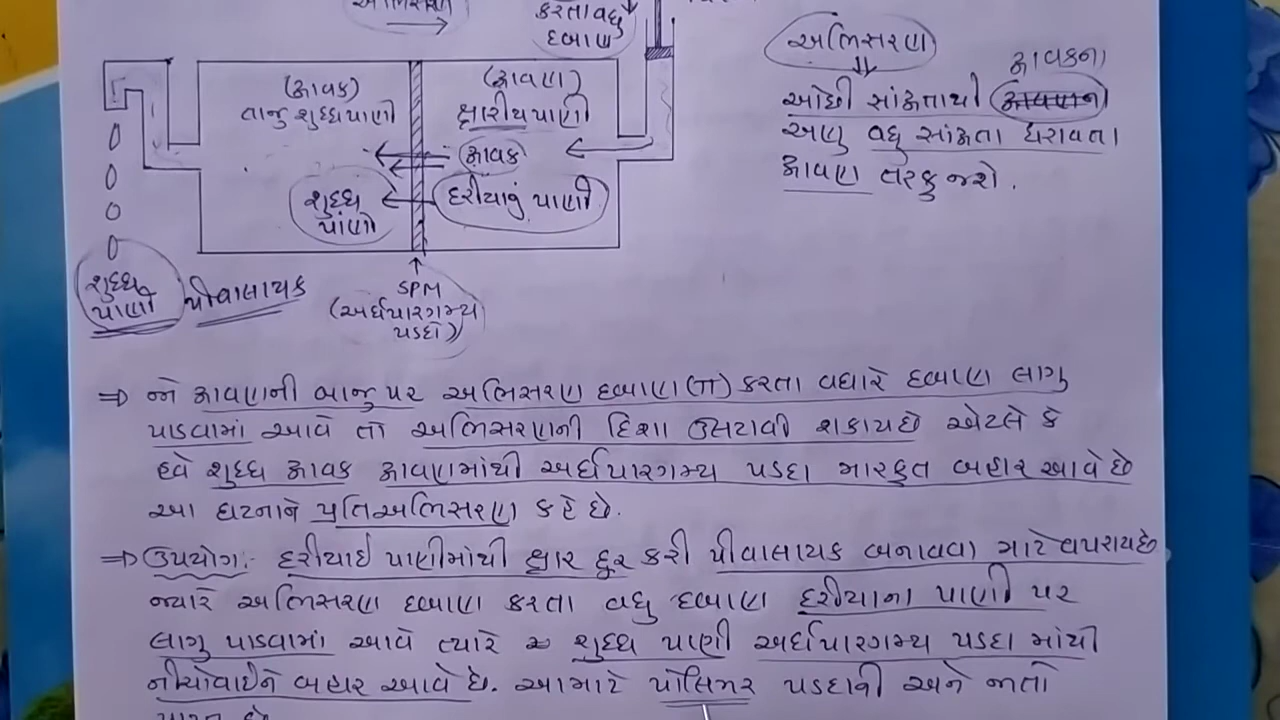 અભિસરણ
કરતા વધુ
દબાણ
(દ્રાવક)
તાજુ શુધ્ધ પાણી
(દ્રાવણ)
ક્ષારીય પાણી
દ્રાવક
શુધ્ધ
પાણી
દરીયાનું પાણી
શુધ્ધ
પાણી
પીવાલાયક
SPM
(અર્ધપારગમ્ય
પડદો)
અભિસરણ
દ્રાવકના
ઓછી સાંદ્રતાથી
અણુ વધુ સાંદ્રતા ધરાવતા
દ્રાવણ તરફ જશે.
⇒ જો દ્રાવણની બાજુ પર અભિસરણ દબાણ(π) કરતા વધારે દબાણ લાગુ
પાડવામાં આવે તો અભિસરણની દિશા ઉલટાવી શકાય છે એટલે કે
હવે શુધ્ધ દ્રાવક દ્રાવણમાંથી અર્ધપારગમ્ય પડદા મારફત બહાર આવે છે
આ ઘટનાને પ્રતિઅભિસરણ કહે છે.
⇒ ઉપયોગ:- દરીયાઈ પાણીમાંથી ક્ષાર દુર કરી પીવાલાયક બનાવવા માટે વપરાય છે
જ્યારે અભિસરણ દબાણ કરતા વધુ દબાણ દરીયાના પાણી પર
લાગુ પાડવામાં આવે ત્યારે શુધ્ધ પાણી અર્ધપારગમ્ય પડદા માંથી
નીચોવાઈને બહાર આવે છે. આ માટે પોલિમર પડદાની અને જાતો